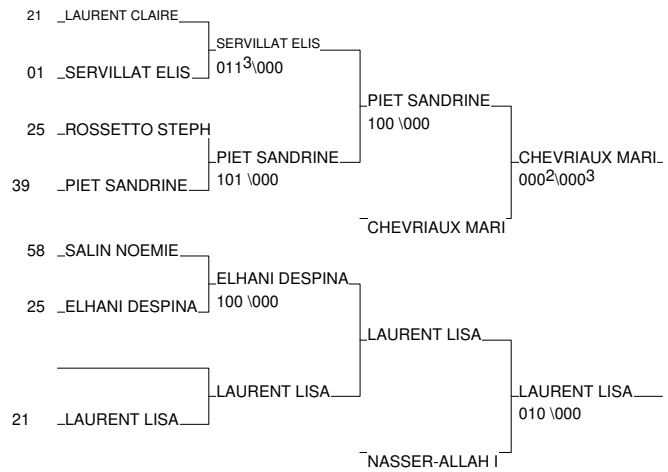 21 LAURENT CLAIRE
SERVILLAT ELIS
011³\000
01 SERVILLAT ELIS
PIET SANDRINE
100 \000
25 ROSSETTO STEPH
PIET SANDRINE
101 \000
CHEVRIAUX MARI
000²\000³
39 PIET SANDRINE
CHEVRIAUX MARI
58 SALIN NOEMIE
ELHANI DESPINA
100 \000
25 ELHANI DESPINA
LAURENT LISA
LAURENT LISA
LAURENT LISA
010 \000
21 LAURENT LISA
NASSER-ALLAH I